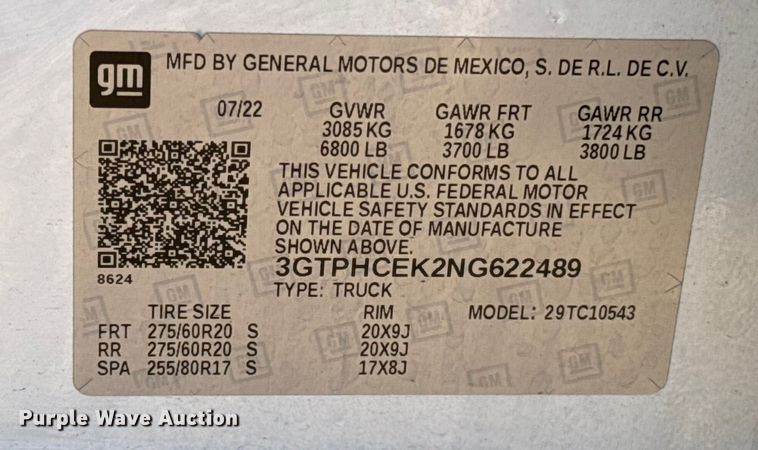 gm
MFD BY GENERAL MOTORS DE MEXICO, S. DE R.L. DE C.V.
07/22 GVWR GAWR FRT GAWR RR
3085 KG 1678 KG 1724 KG
6800 LB 3700 LB 3800 LB
THIS VEHICLE CONFORMS TO ALL
APPLICABLE U.S. FEDERAL MOTOR
VEHICLE SAFETY STANDARDS IN EFFECT
ON THE DATE OF MANUFACTURE
SHOWN ABOVE.
8624
3GTPHCEK2NG622489
TYPE: TRUCK
TIRE SIZE RIM MODEL: 29TC10543
FRT 275/60R20 S 20X9J
RR 275/60R20 S 20X9J
SPA 255/80R17 S 17X8J
Purple Wave Auction